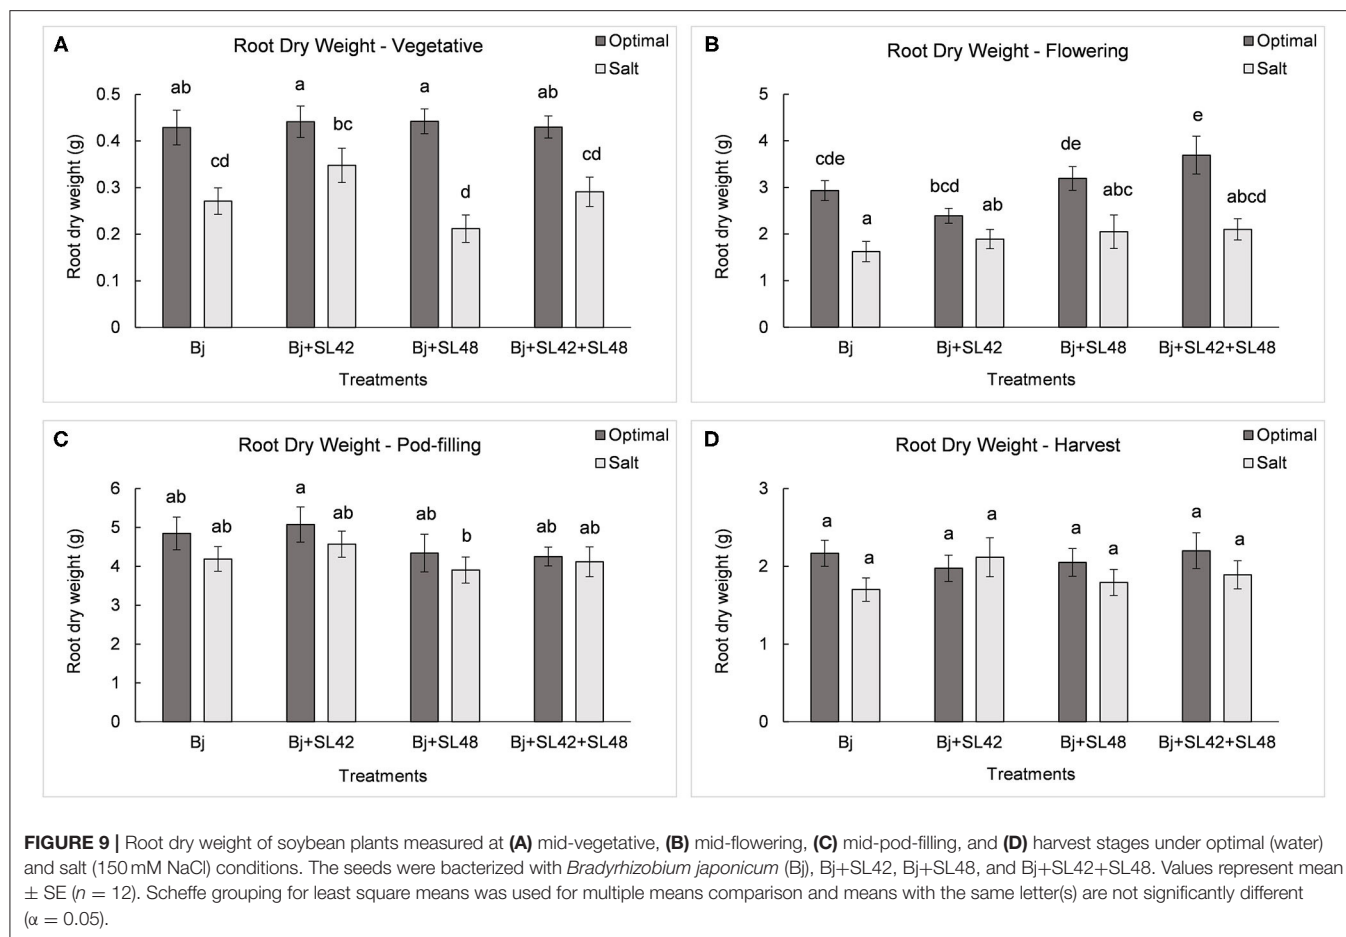 A
Root Dry Weight - Vegetative
Optimal
Salt
Root dry weight (g)
0.5
0.4
0.3
0.2
0.1
0
ab
cd
a
bc
a
d
ab
cd
Bj
Bj+SL42
Bj+SL48
Bj+SL42+SL48
Treatments
B
Root Dry Weight - Flowering
Optimal
Salt
Root dry weight (g)
5
4
3
2
1
0
cde
a
bcd
ab
de
abc
e
abcd
Bj
Bj+SL42
Bj+SL48
Bj+SL42+SL48
Treatments
C
Root Dry Weight - Pod-filling
Optimal
Salt
Root dry weight (g)
6
5
4
3
2
1
0
ab
ab
a
ab
ab
b
ab
ab
Bj
Bj+SL42
Bj+SL48
Bj+SL42+SL48
Treatments
D
Root Dry Weight - Harvest
Optimal
Salt
Root dry weight (g)
3
2
1
0
a
a
a
a
a
a
a
a
Bj
Bj+SL42
Bj+SL48
Bj+SL42+SL48
Treatments
FIGURE 9 | Root dry weight of soybean plants measured at (A) mid-vegetative, (B) mid-flowering, (C) mid-pod-filling, and (D) harvest stages under optimal (water)
and salt (150 mM NaCl) conditions. The seeds were bacterized with Bradyrhizobium japonicum (Bj), Bj+SL42, Bj+SL48, and Bj+SL42+SL48. Values represent mean
± SE (n = 12). Scheffe grouping for least square means was used for multiple means comparison and means with the same letter(s) are not significantly different
(α = 0.05).